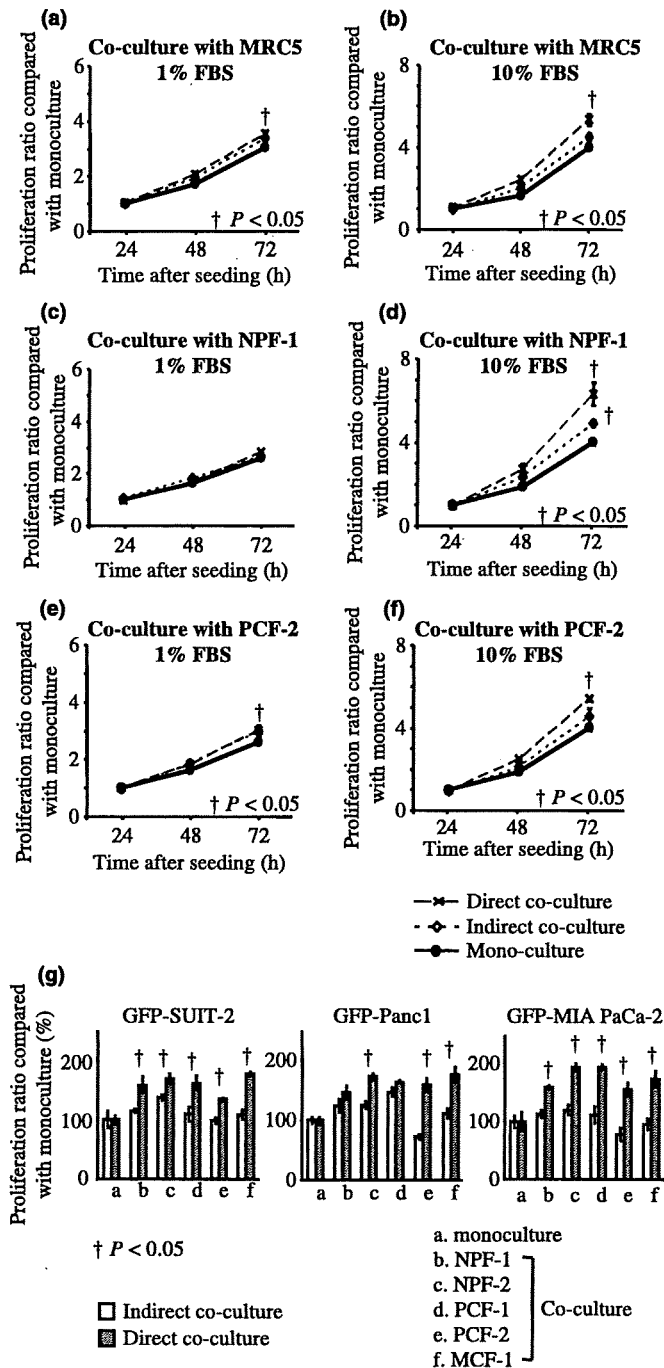 (a)
Co-culture with MRC5
1% FBS
Proliferation ratio compared
with monoculture
6
4
2
0
† 
† P < 0.05
24 48 72
Time after seeding (h)
(b)
Co-culture with MRC5
10% FBS
Proliferation ratio compared
with monoculture
8
4
0
†
† P < 0.05
24 48 72
Time after seeding (h)
(c)
Co-culture with NPF-1
1% FBS
Proliferation ratio compared
with monoculture
6
4
2
0
24 48 72
Time after seeding (h)
(d)
Co-culture with NPF-1
10% FBS
Proliferation ratio compared
with monoculture
8
4
0
†
†
† P < 0.05
24 48 72
Time after seeding (h)
(e)
Co-culture with PCF-2
1% FBS
Proliferation ratio compared
with monoculture
6
4
2
0
†
† P < 0.05
24 48 72
Time after seeding (h)
(f)
Co-culture with PCF-2
10% FBS
Proliferation ratio compared
with monoculture
8
4
0
†
† P < 0.05
24 48 72
Time after seeding (h)
Direct co-culture
Indirect co-culture
Mono-culture
(g)
Proliferation ratio compared
with monoculture (%)
GFP-SUIT-2
200
100
0
† † † † †
a b c d e f
GFP-Panc1
200
100
0
† † †
a b c d e f
GFP-MIA PaCa-2
200
100
0
† † † † †
a b c d e f
† P < 0.05
Indirect co-culture
Direct co-culture
a. monoculture
b. NPF-1
c. NPF-2
d. PCF-1
e. PCF-2
f. MCF-1
Co-culture